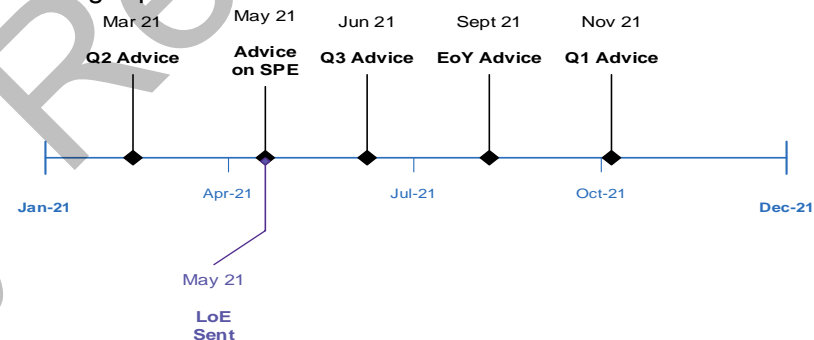 Mar 21
May 21
Jun 21
Sept 21
Nov 21
Q2 Advice
Advice
on SPE
Q3 Advice
EoY Advice
Q1 Advice
Jan-21
Apr-21
Jul-21
Oct-21
Dec-21
May 21
LoE
Sent